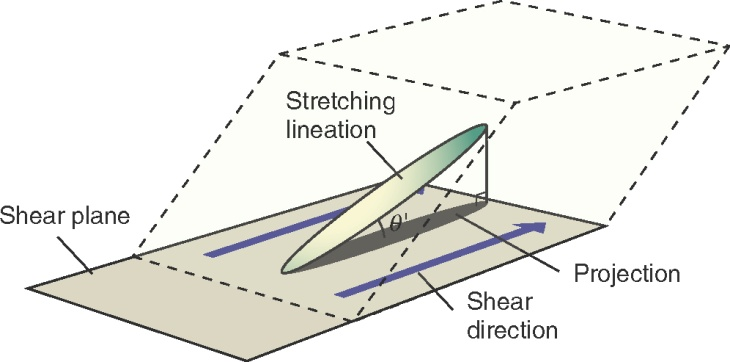 Stretching
lineation
Shear plane
θ'
Projection
Shear
direction